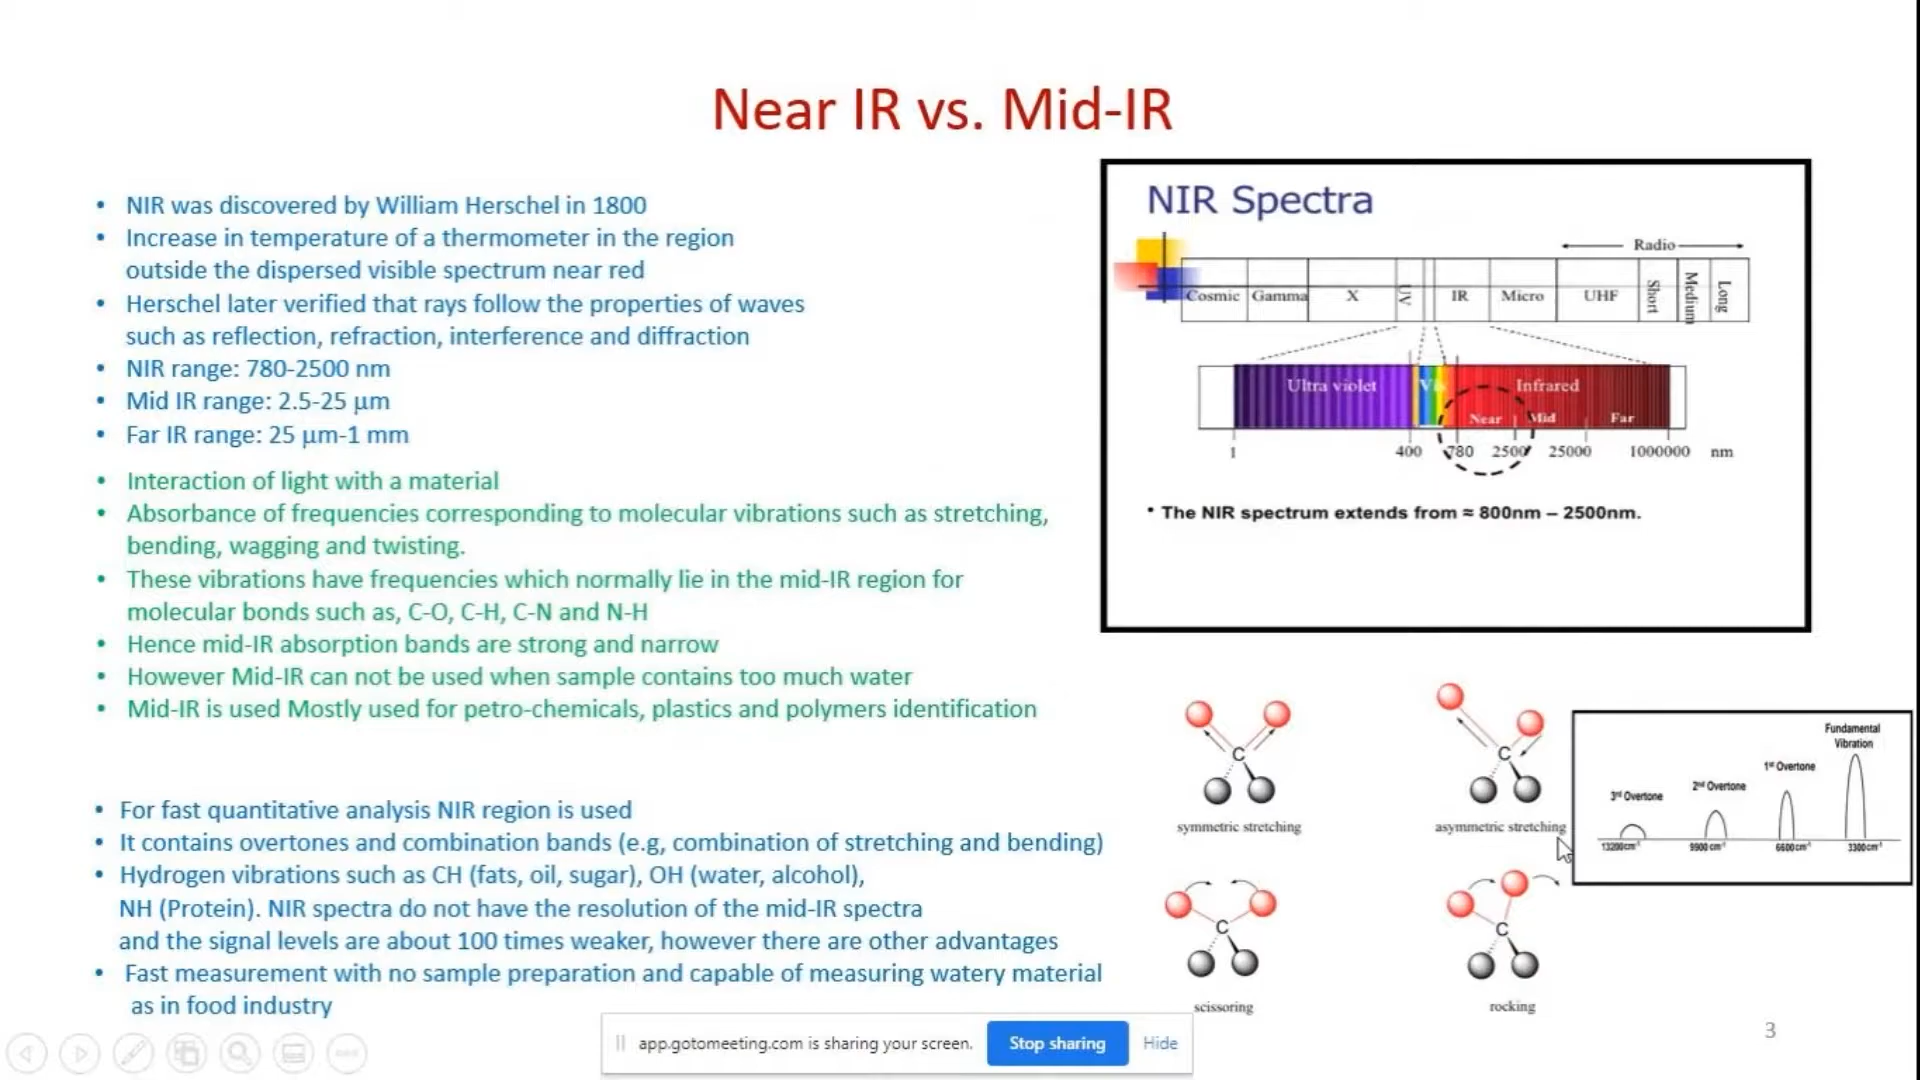 Near IR vs. Mid-IR
• NIR was discovered by William Herschel in 1800
• Increase in temperature of a thermometer in the region
outside the dispersed visible spectrum near red
• Herschel later verified that rays follow the properties of waves
such as reflection, refraction, interference and diffraction
• NIR range: 780-2500 nm
• Mid IR range: 2.5-25 µm
• Far IR range: 25 µm-1 mm
• Interaction of light with a material
• Absorbance of frequencies corresponding to molecular vibrations such as stretching,
bending, wagging and twisting.
• These vibrations have frequencies which normally lie in the mid-IR region for
molecular bonds such as, C-O, C-H, C-N and N-H
• Hence mid-IR absorption bands are strong and narrow
• However Mid-IR can not be used when sample contains too much water
• Mid-IR is used Mostly used for petro-chemicals, plastics and polymers identification
• For fast quantitative analysis NIR region is used
• It contains overtones and combination bands (e.g, combination of stretching and bending)
• Hydrogen vibrations such as CH (fats, oil, sugar), OH (water, alcohol),
NH (Protein). NIR spectra do not have the resolution of the mid-IR spectra
and the signal levels are about 100 times weaker, however there are other advantages
• Fast measurement with no sample preparation and capable of measuring watery material
as in food industry
NIR Spectra
Radio
Cosmic Gamma X UV IR Micro UHF Short Medium Long
Ultra violet Vis Infrared
Near Mid Far
1 400 780 2500 25000 1000000 nm
• The NIR spectrum extends from ≈ 800nm – 2500nm.
C
symmetric stretching
C
asymmetric stretching
C
scissoring
C
rocking
Fundamental
Vibration
1st Overtone
2nd Overtone
3rd Overtone
13200cm-1 9900 cm-1 6600cm-1 3300cm-1
3
app.gotomeeting.com is sharing your screen. Stop sharing Hide